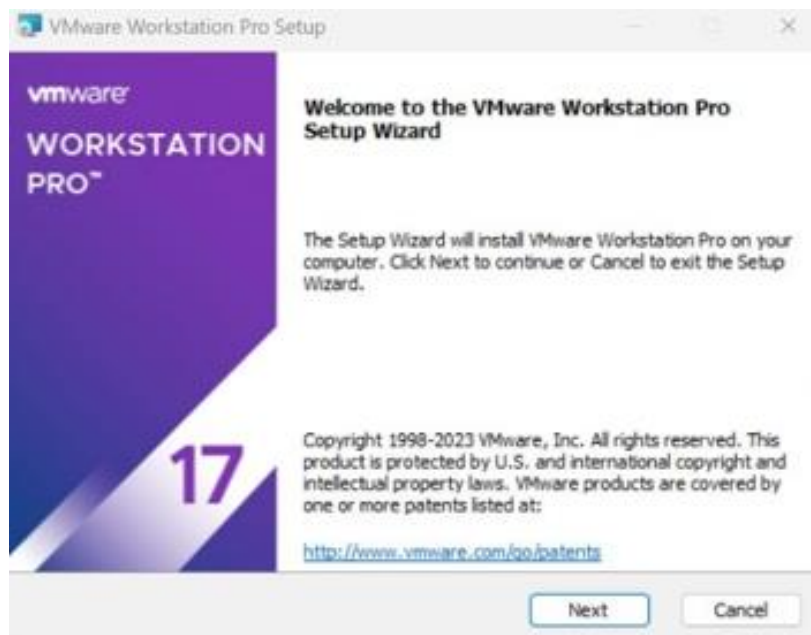 VMware Workstation Pro Setup
vmware
WORKSTATION
PRO™
Welcome to the VMware Workstation Pro
Setup Wizard
The Setup Wizard will install VMware Workstation Pro on your
computer. Click Next to continue or Cancel to exit the Setup
Wizard.
17
Copyright 1998-2023 VMware, Inc. All rights reserved. This
product is protected by U.S. and international copyright and
intellectual property laws. VMware products are covered by
one or more patents listed at:
http://www.vmware.com/go/patents
Next
Cancel